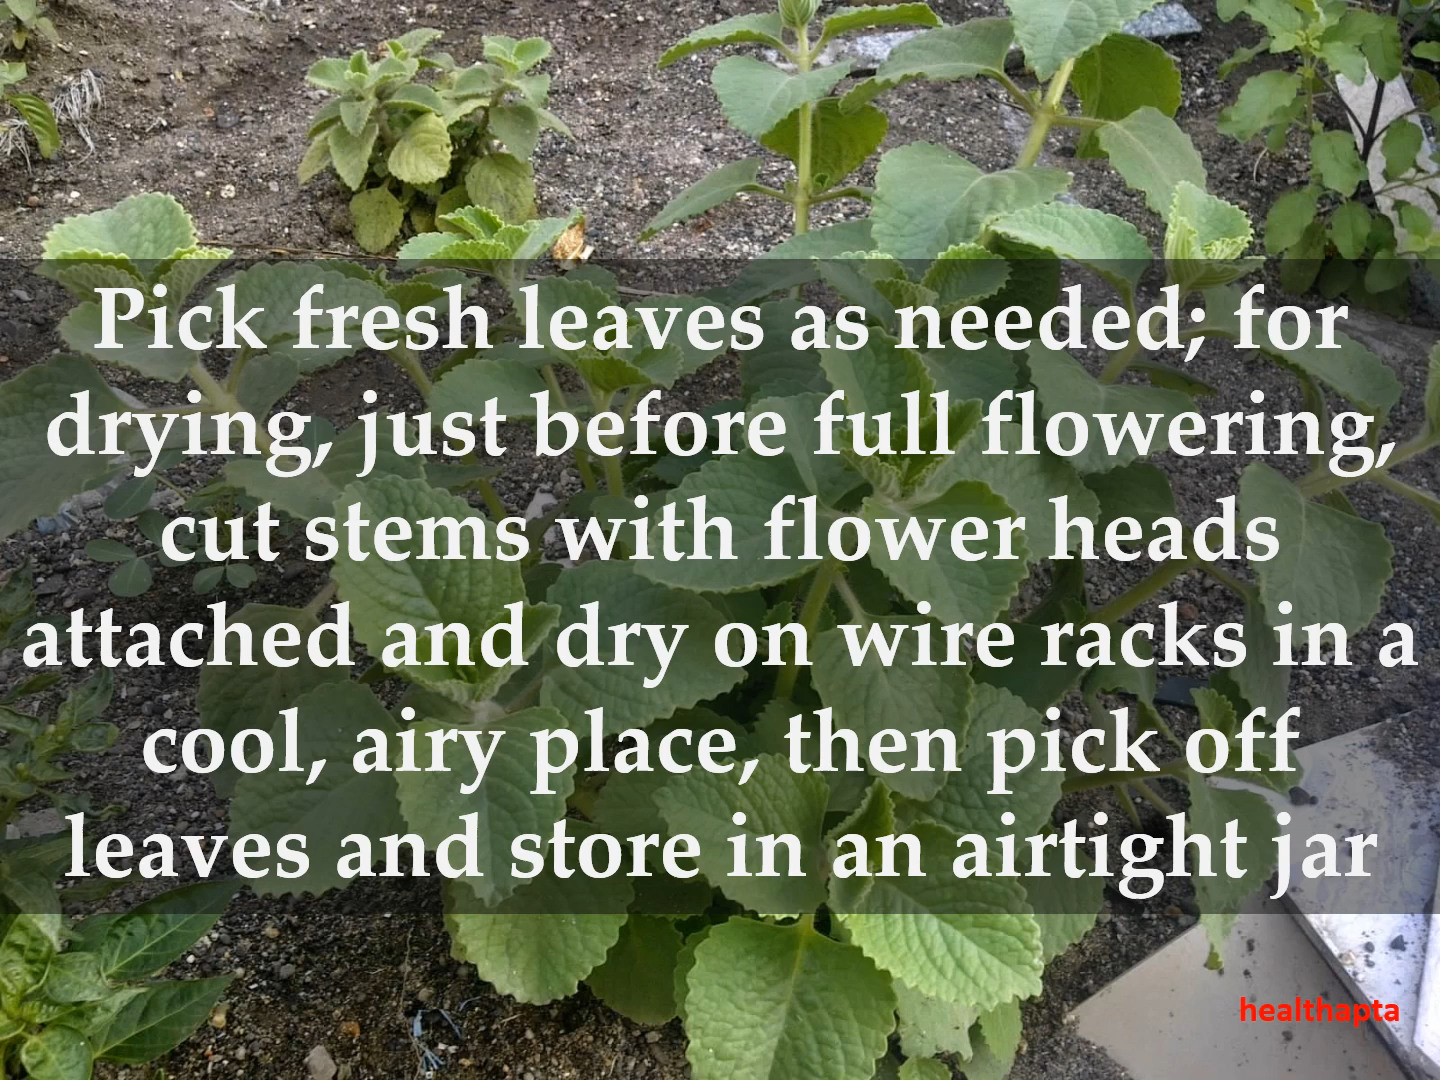 Pick fresh leaves as needed; for
drying, just before full flowering,
cut stems with flower heads
attached and dry on wire racks in a
cool, airy place, then pick off
leaves and store in an airtight jar
healthapta